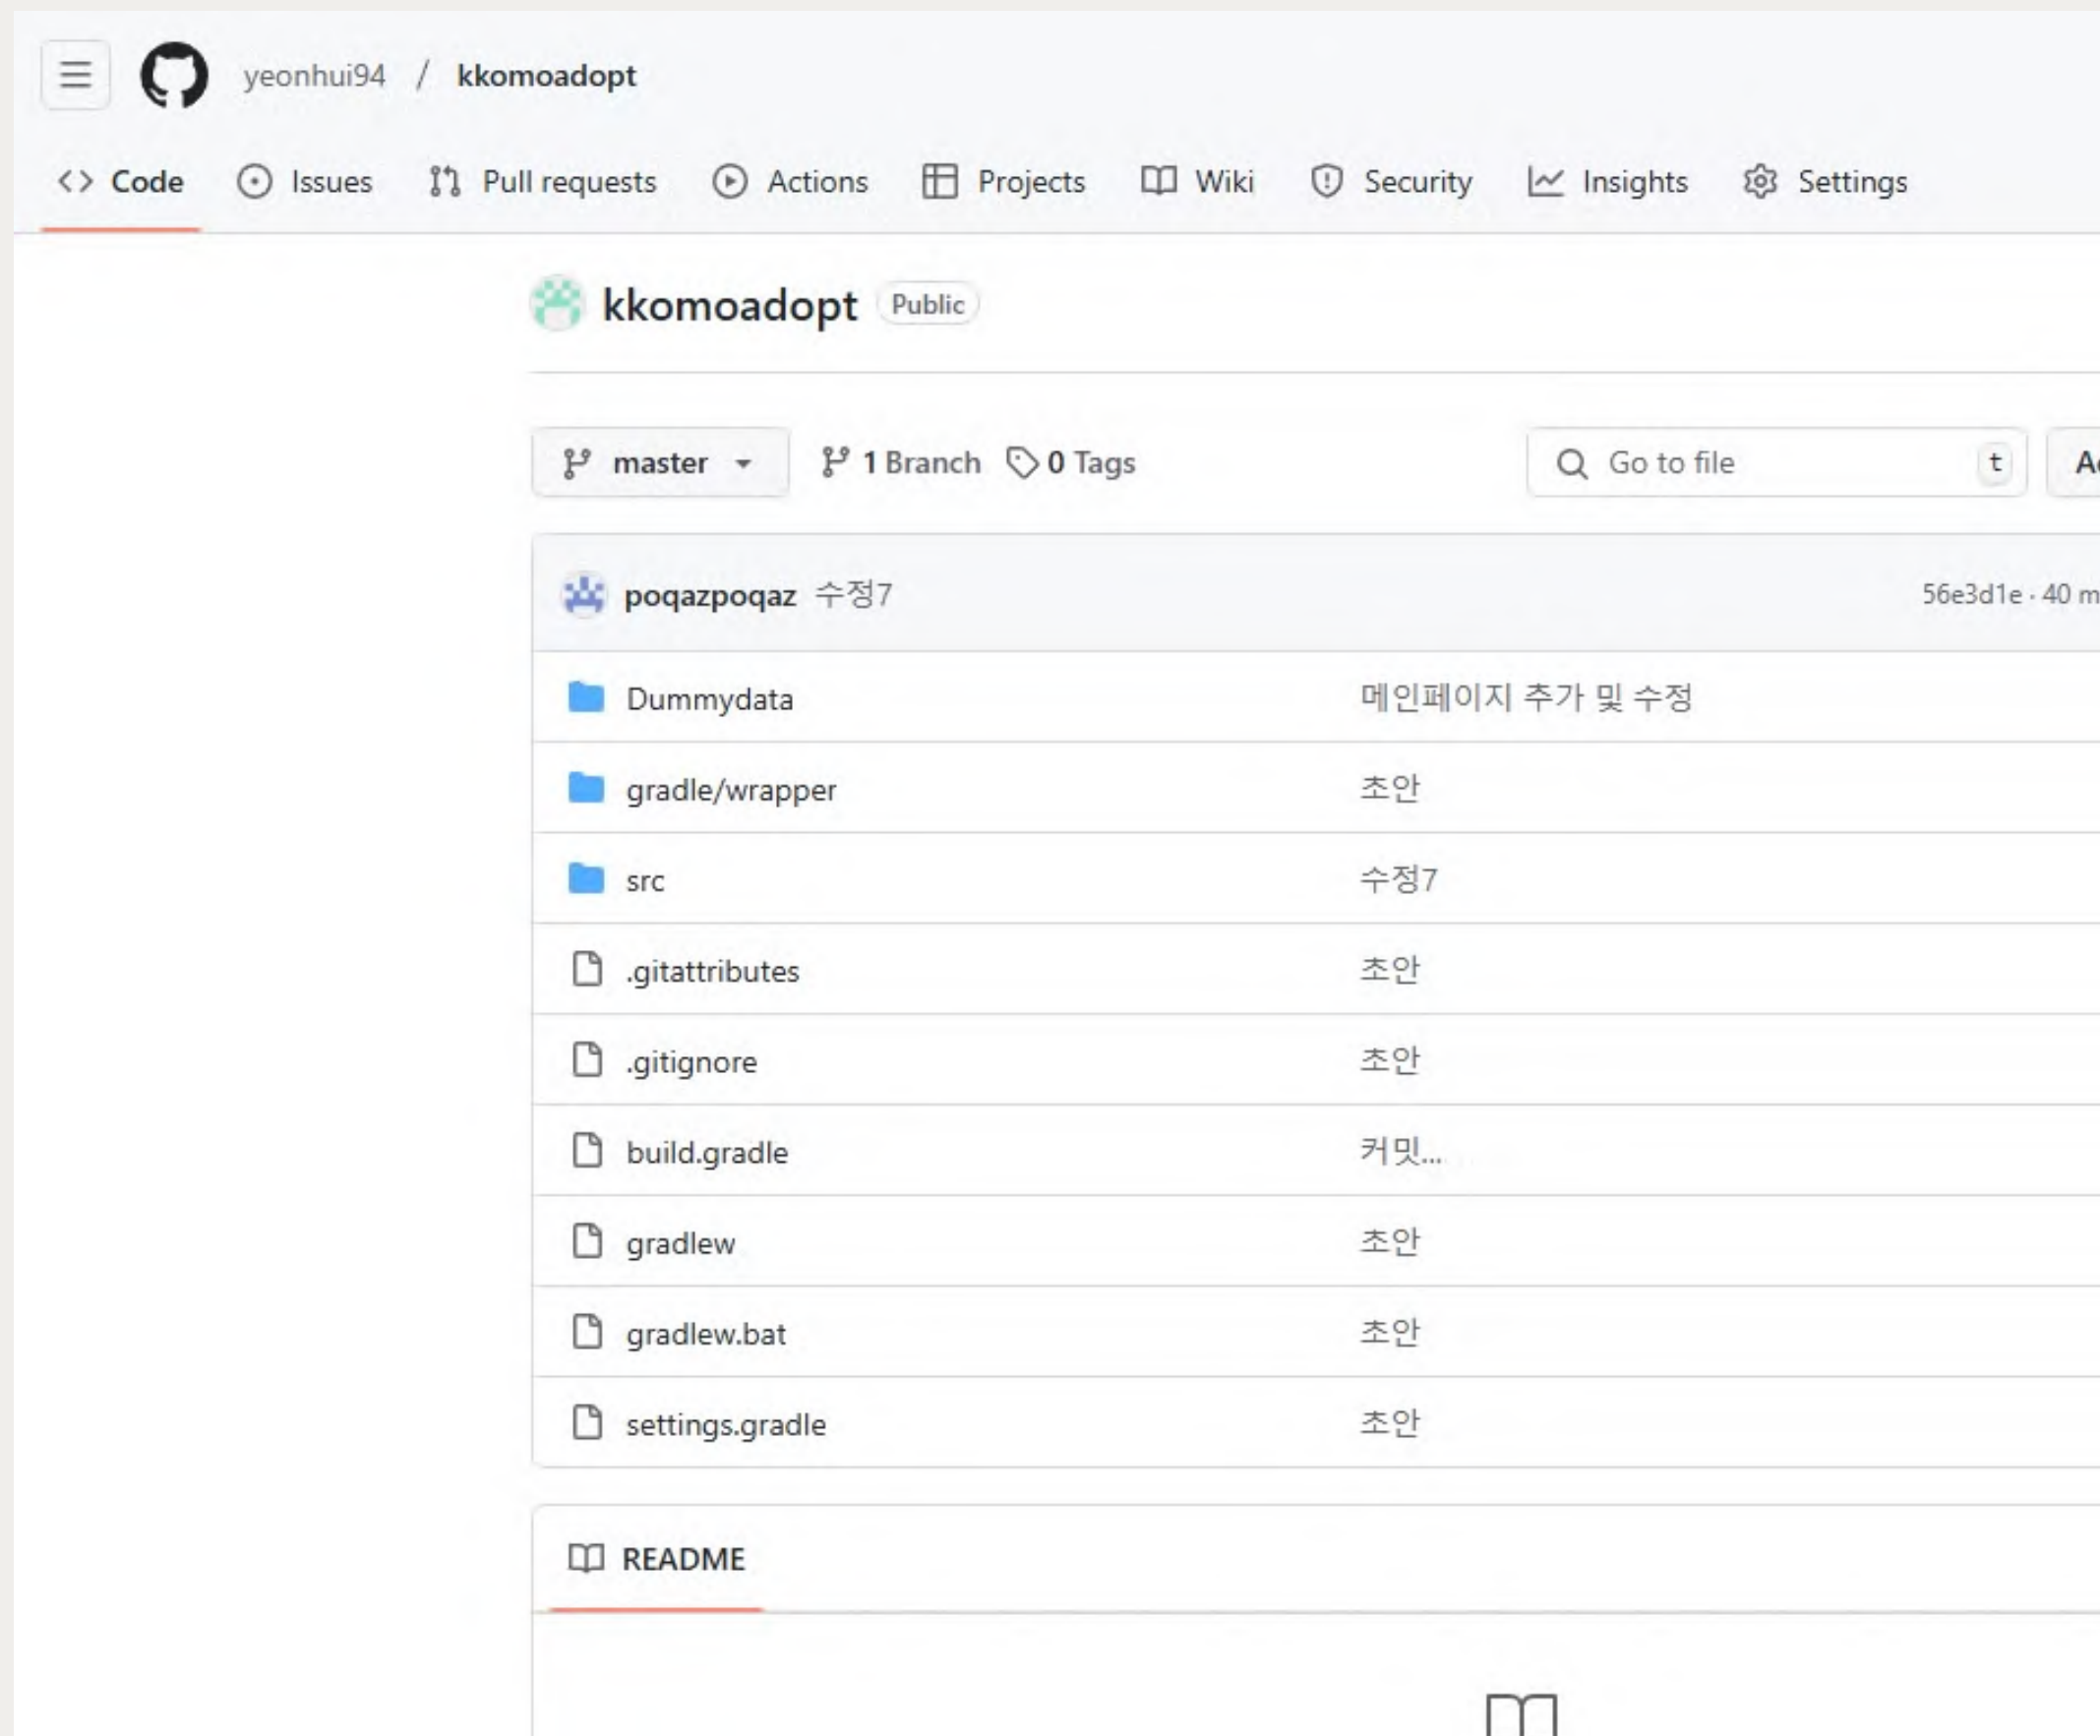 yeonhui94 / kkomoadopt
Code Issues Pull requests Actions Projects Wiki Security Insights Settings
kkomoadopt Public
master 1 Branch 0 Tags Go to file t
poqazpoqaz 수정7 56e3d1e · 40
Dummydata 메인페이지 추가 및 수정
gradle/wrapper 초안
src 수정7
.gitattributes 초안
.gitignore 초안
build.gradle 커밋...
gradlew 초안
gradlew.bat 초안
settings.gradle 초안
README